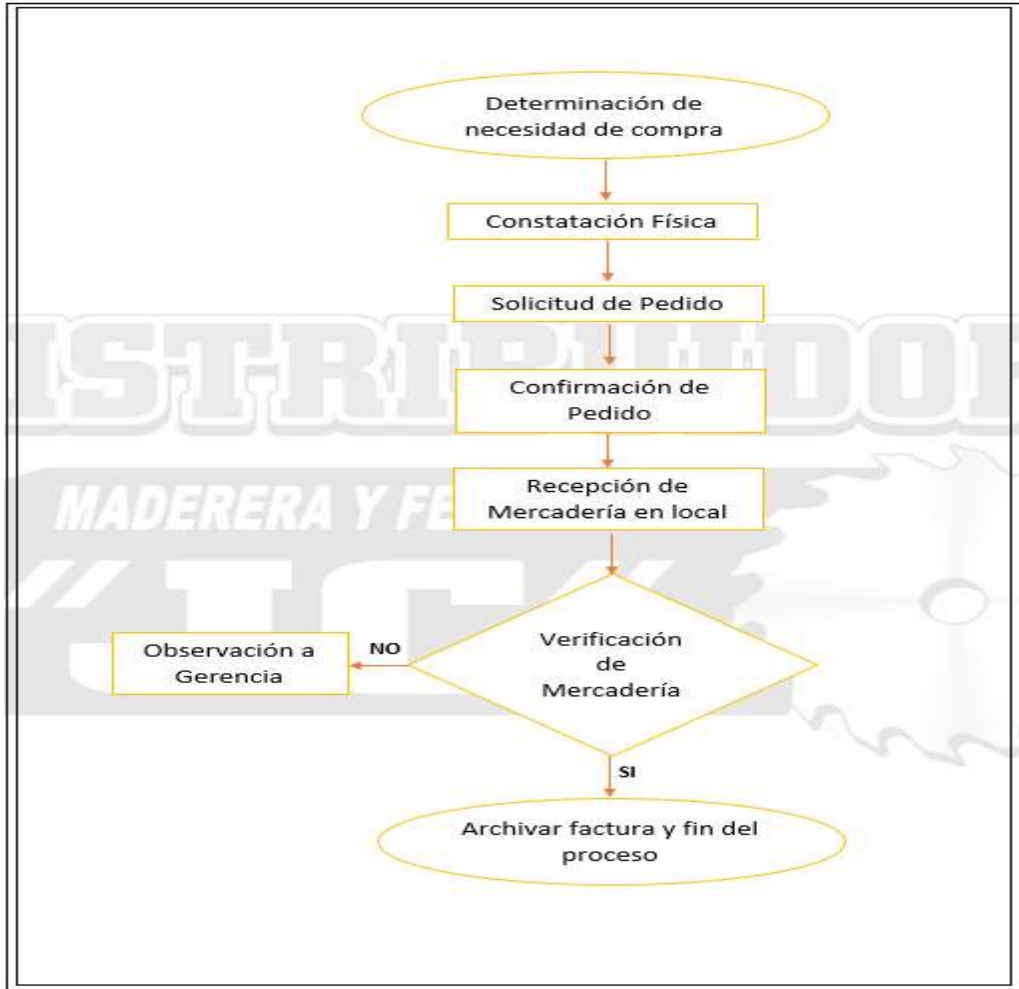 Determinación de
necesidad de compra
Constatación Física
Solicitud de Pedido
Confirmación de
Pedido
Recepción de
Mercadería en local
MADERERA Y FE
"JC"
Verificación
de
Mercadería
NO
Observación a
Gerencia
SI
Archivar factura y fin del
proceso